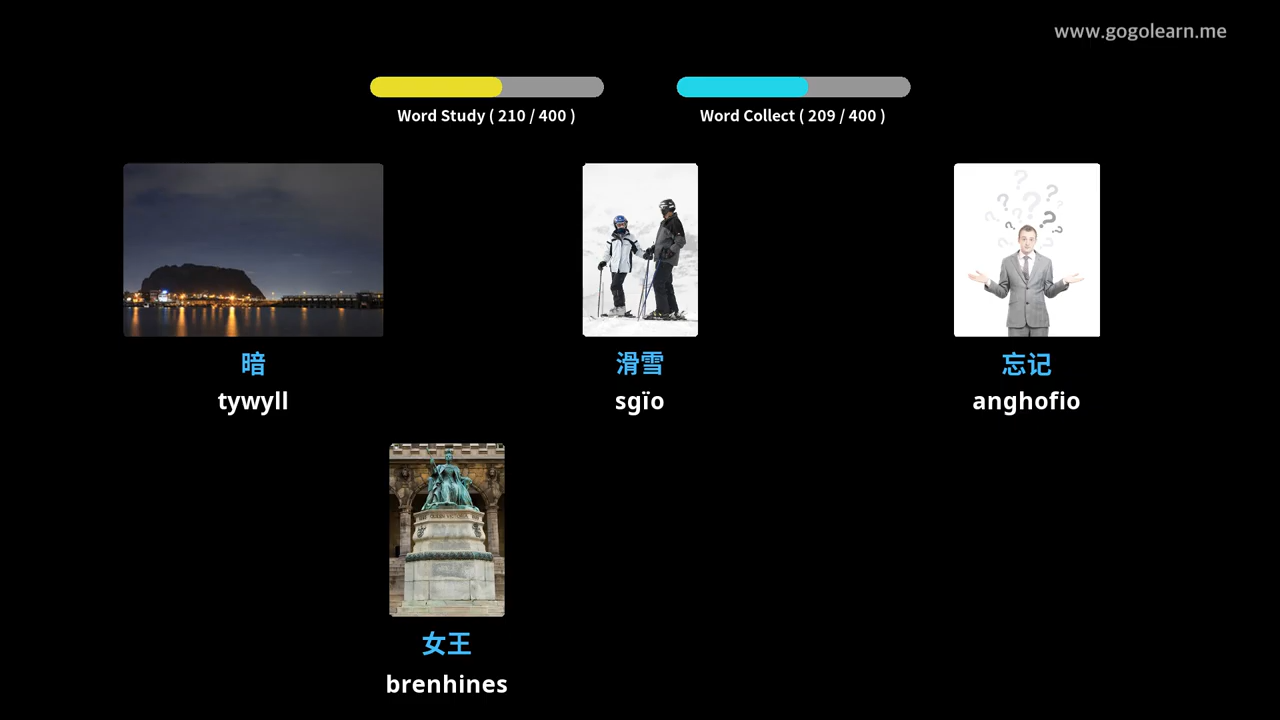 www.gogolearn.me
Word Study ( 210 / 400 )
Word Collect ( 209 / 400 )
暗
tywyll
滑雪
sgïo
忘记
anghofio
女王
brenhines